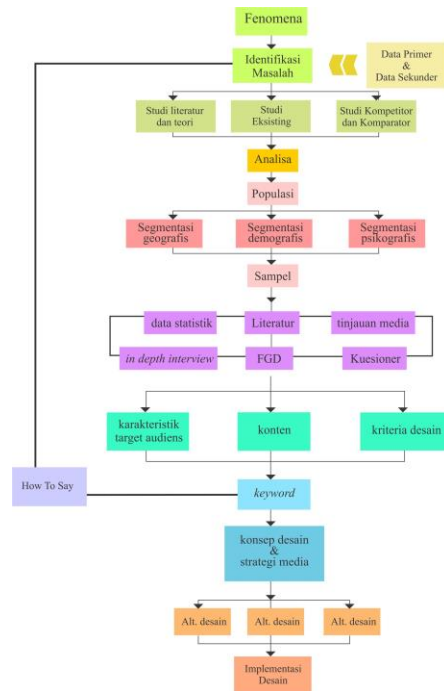 Fenomena
Identifikasi
Masalah
Data Primer
&
Data Sekunder
Studi literatur
dan teori
Studi
Eksisting
Studi Kompetitor
dan Komparator
Analisa
Populasi
Segmentasi
geografis
Segmentasi
demografis
Segmentasi
psikografis
Sampel
data statistik
Literatur
tinjauan media
in depth interview
FGD
Kuesioner
karakteristik
target audiens
konten
kriteria desain
How To Say
keyword
konsep desain
&
strategi media
Alt. desain
Alt. desain
Alt. desain
Implementasi
Desain